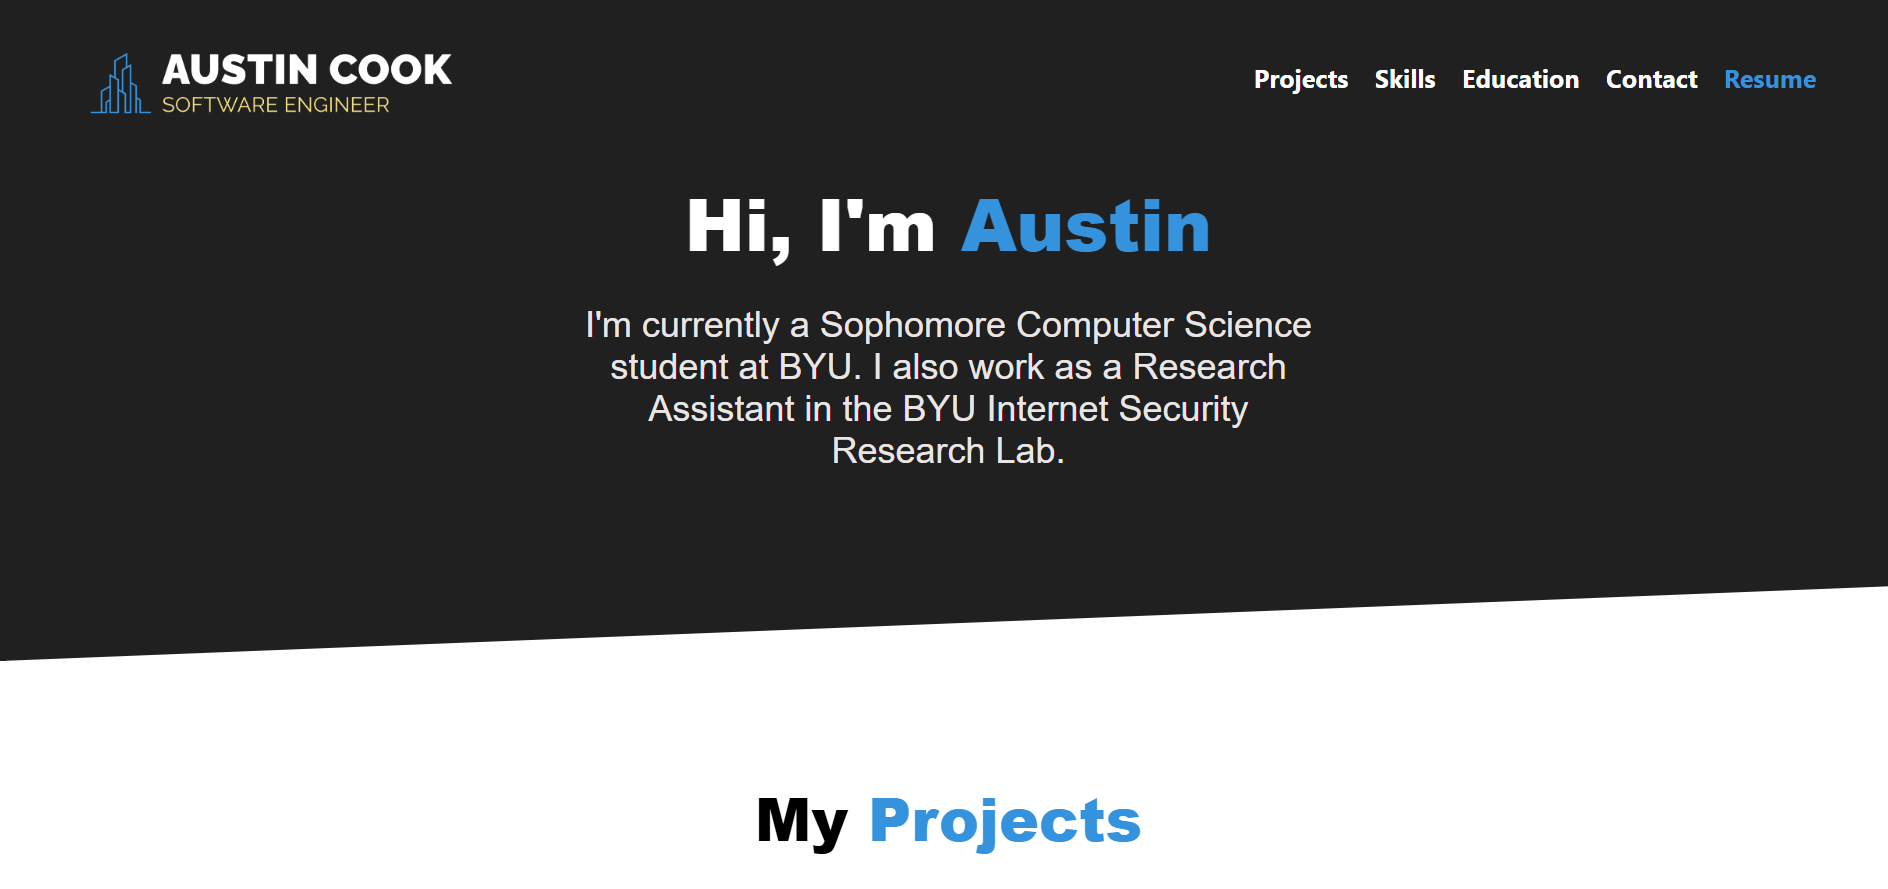 AUSTIN COOK
SOFTWARE ENGINEER
Projects Skills Education Contact Resume
Hi, I'm Austin
I'm currently a Sophomore Computer Science
student at BYU. I also work as a Research
Assistant in the BYU Internet Security
Research Lab.
My Projects